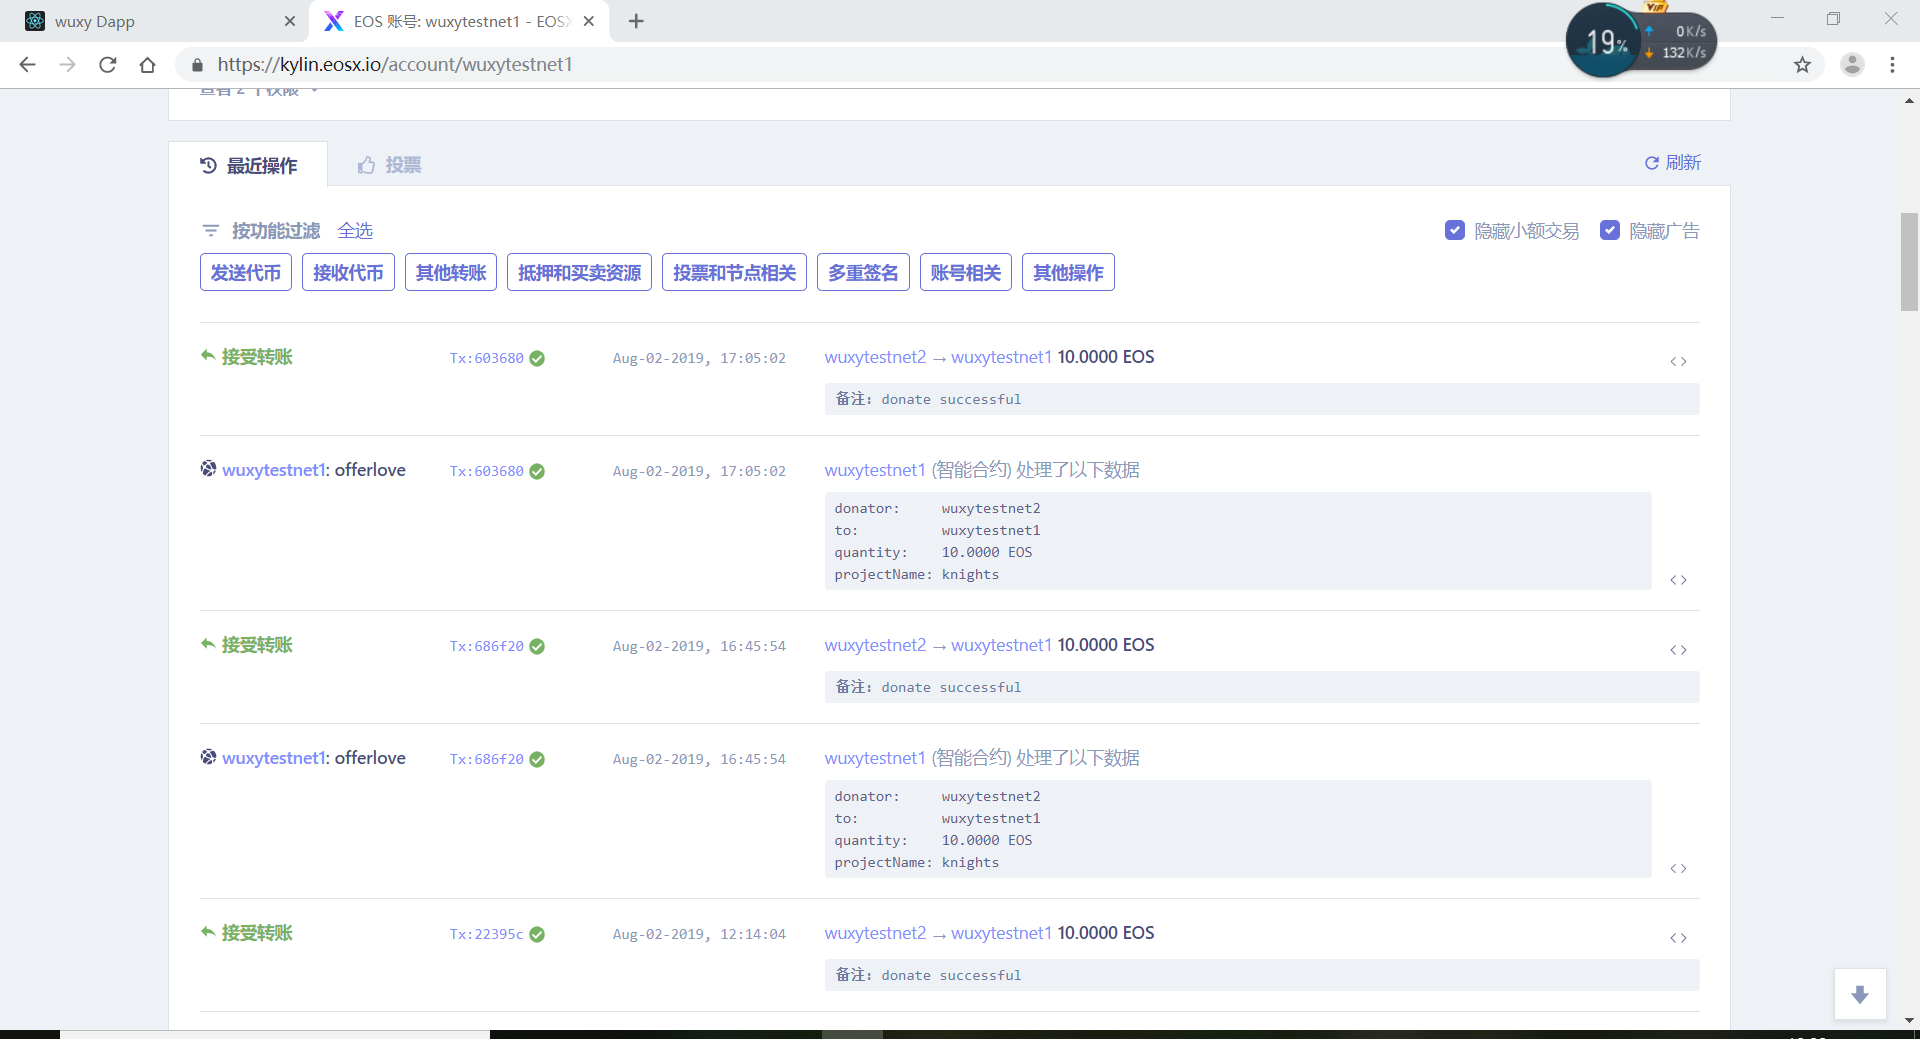 wuxy Dapp
EOS 账号: wuxytestnet1 - EOSX
VIP
19%
0K/s
132K/s
https://kylin.eosx.io/account/wuxytestnet1
查看 2 个权限
最近操作
投票
刷新
按功能过滤 全选
隐藏小额交易 隐藏广告
发送代币 接收代币 其他转账 抵押和买卖资源 投票和节点相关 多重签名 账号相关 其他操作
接受转账 Tx:603680 Aug-02-2019, 17:05:02 wuxytestnet2 → wuxytestnet1 10.0000 EOS <>
备注: donate successful
wuxytestnet1: offerlove Tx:603680 Aug-02-2019, 17:05:02 wuxytestnet1 (智能合约) 处理了以下数据
donator: wuxytestnet2
to: wuxytestnet1
quantity: 10.0000 EOS
projectName: knights <>
接受转账 Tx:686f20 Aug-02-2019, 16:45:54 wuxytestnet2 → wuxytestnet1 10.0000 EOS <>
备注: donate successful
wuxytestnet1: offerlove Tx:686f20 Aug-02-2019, 16:45:54 wuxytestnet1 (智能合约) 处理了以下数据
donator: wuxytestnet2
to: wuxytestnet1
quantity: 10.0000 EOS
projectName: knights <>
接受转账 Tx:22395c Aug-02-2019, 12:14:04 wuxytestnet2 → wuxytestnet1 10.0000 EOS <>
备注: donate successful